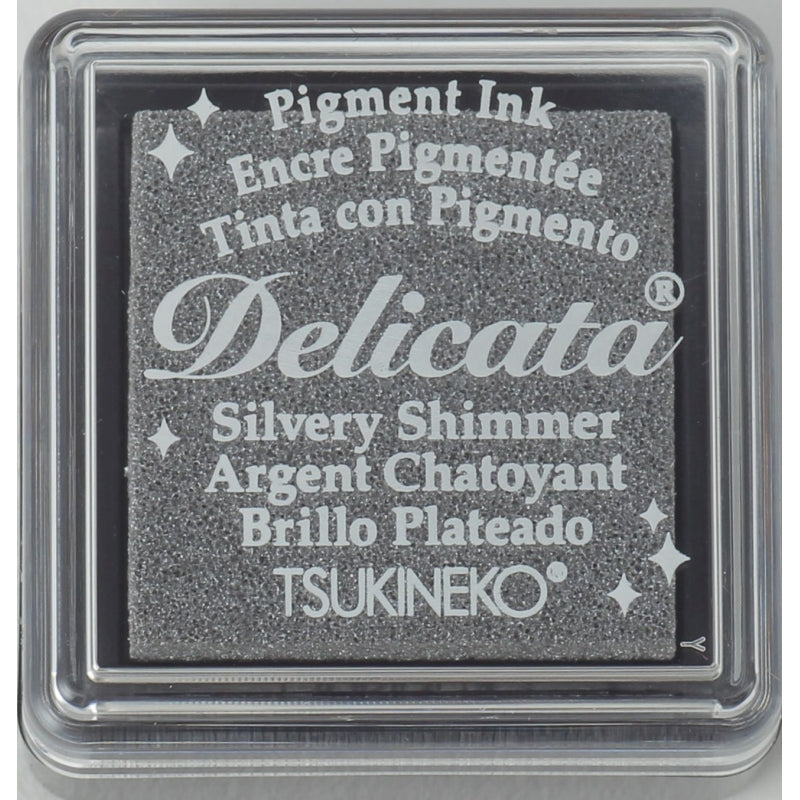 Pigment Ink
Encre Pigmentée
Tinta con Pigmento
Delicata®
Silvery Shimmer
Argent Chatoyant
Brillo Plateado
TSUKINEKO
Y